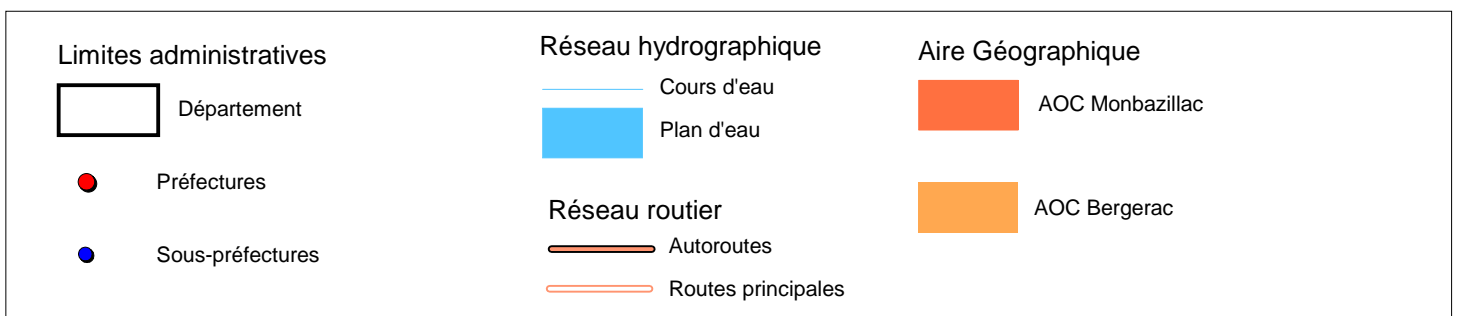 Limites administratives
Département
Préfectures
Sous-préfectures
Réseau hydrographique
Cours d'eau
Plan d'eau
Réseau routier
Autoroutes
Routes principales
Aire Géographique
AOC Monbazillac
AOC Bergerac